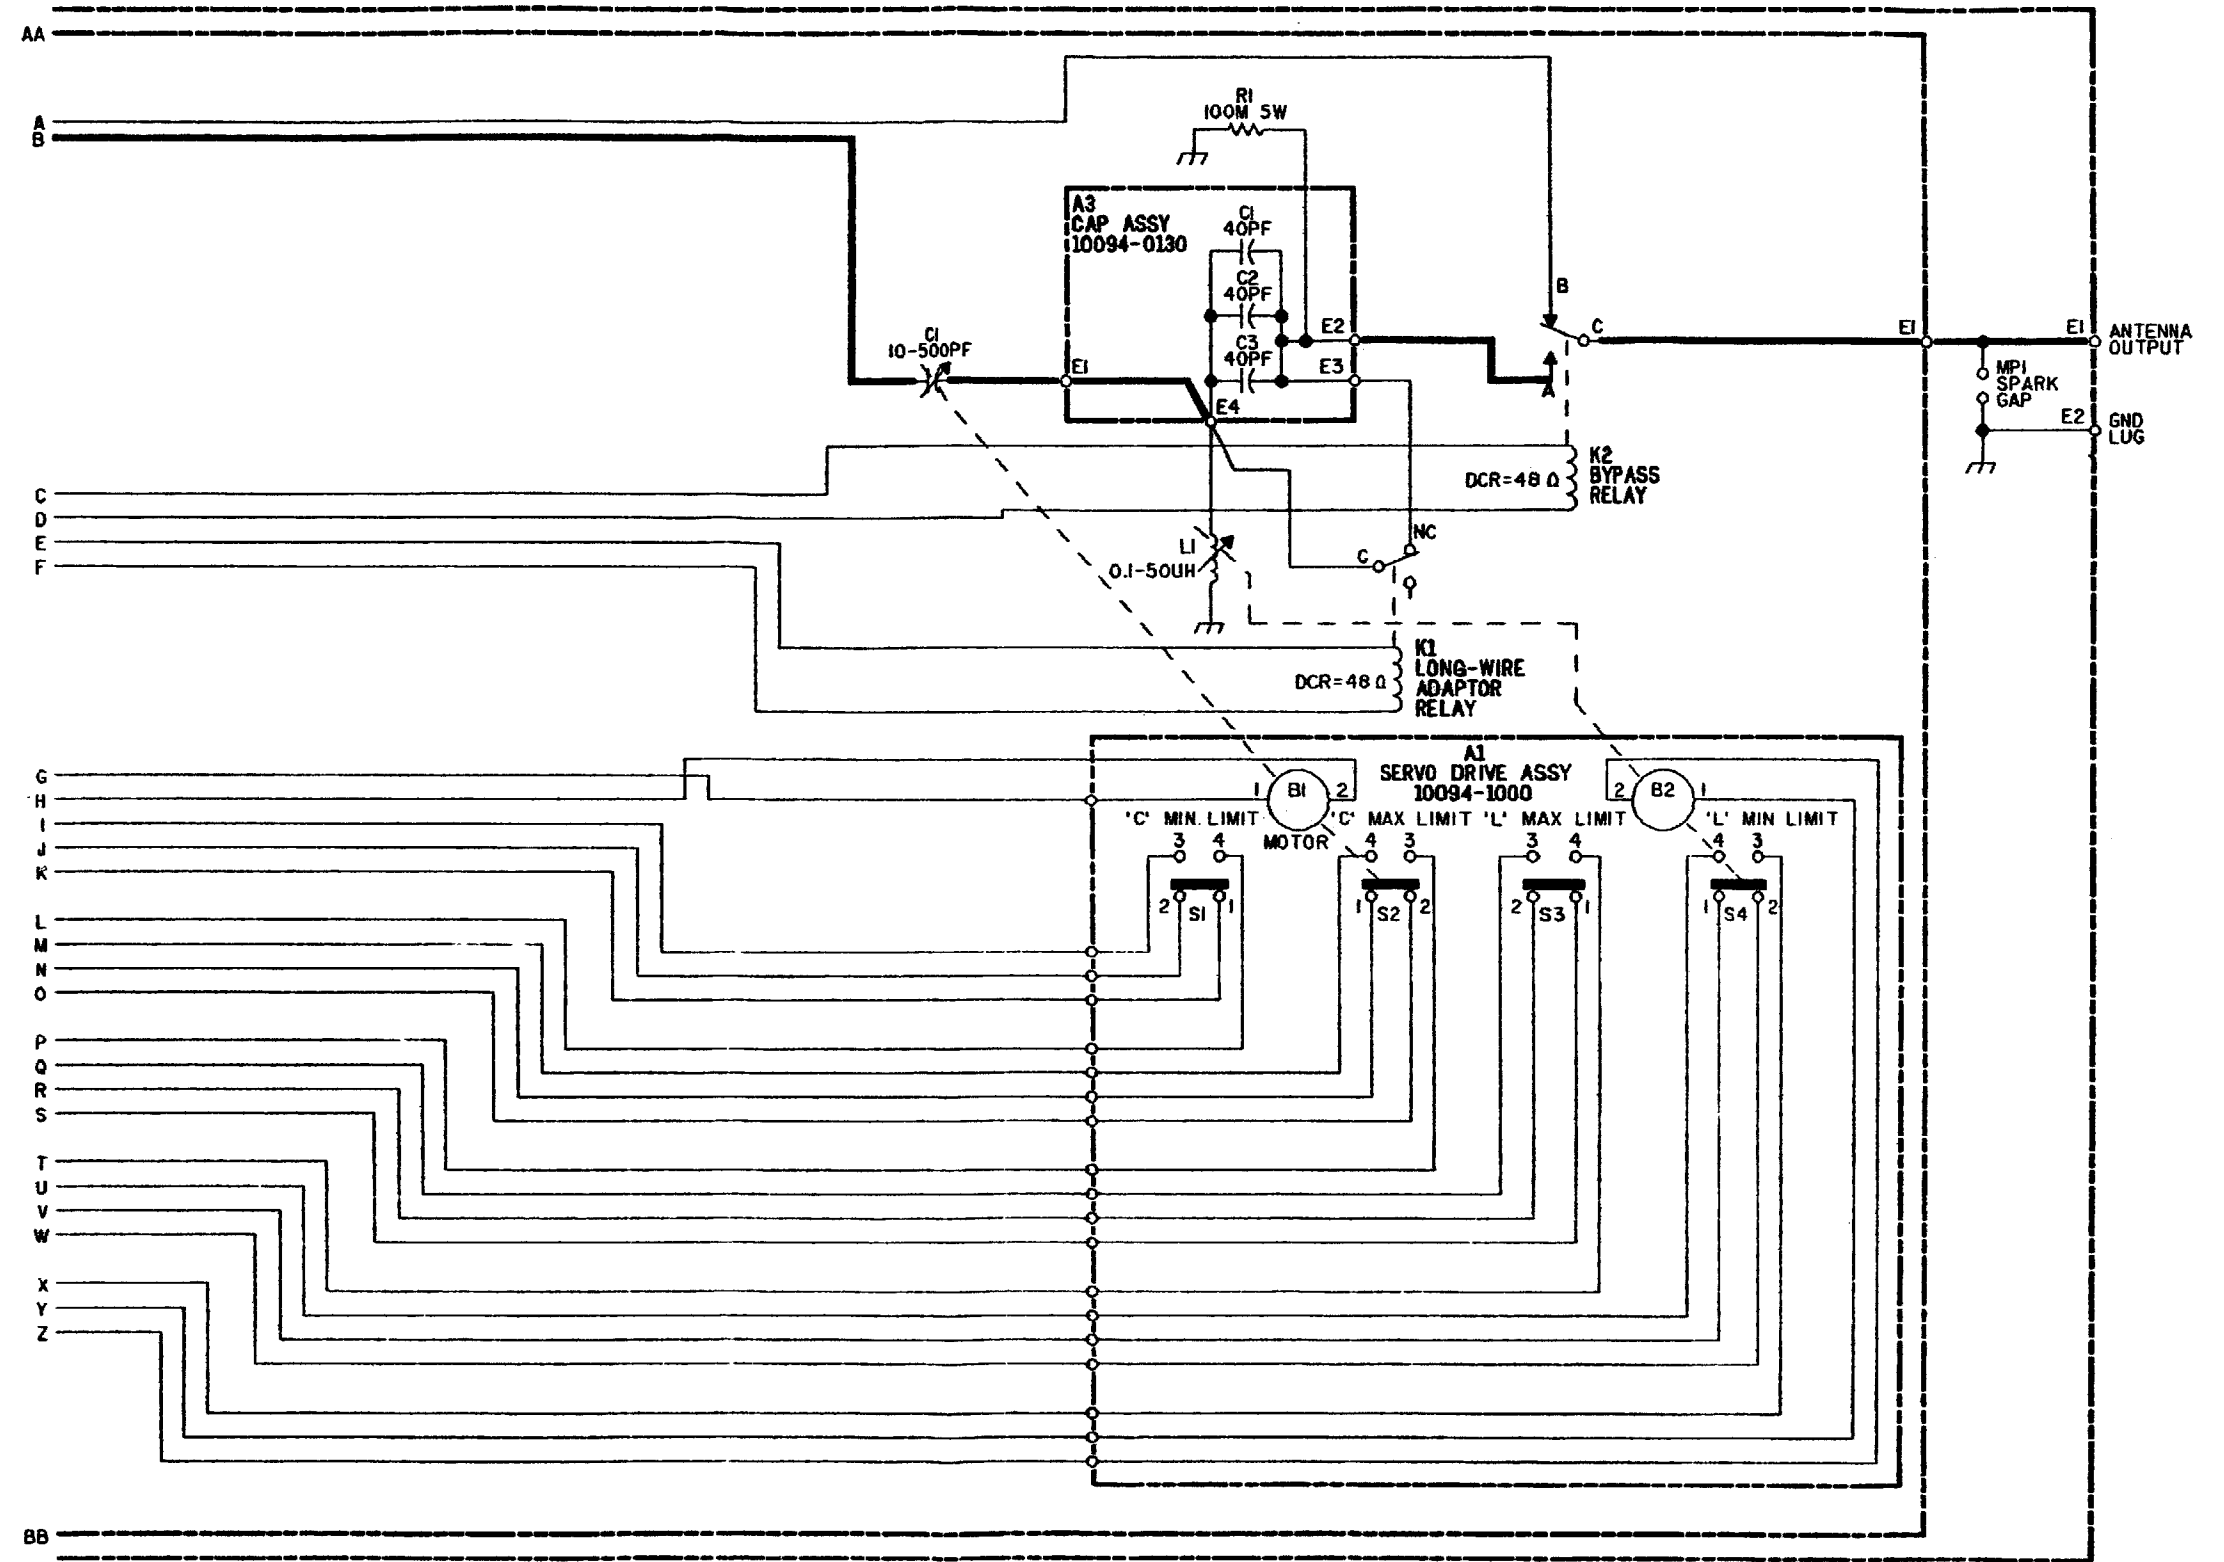 AA
A
B
R1
100M 5W
A3
CAP ASSY
10094-0130
C1
40PF
C2
40PF
C3
40PF
E1
E2
E3
E4
C1
10-500PF
B
C
A
E1
E1
ANTENNA
OUTPUT
MP1
SPARK
GAP
E2
GND
LUG
C
D
E
F
K2
BYPASS
RELAY
DCR=48 Ω
L1
0.1-50UH
NC
C
K1
LONG-WIRE
ADAPTOR
RELAY
DCR=48 Ω
G
H
I
J
K
L
M
N
O
P
Q
R
S
T
U
V
W
X
Y
Z
A1
SERVO DRIVE ASSY
10094-1000
1 B1 2
2 B2 1
'C' MIN. LIMIT 'C' MAX LIMIT 'L' MAX LIMIT 'L' MIN LIMIT
MOTOR
3 4 4 3 3 4 4 3
2 S1 1 1 S2 2 2 S3 1 1 S4 2
BB